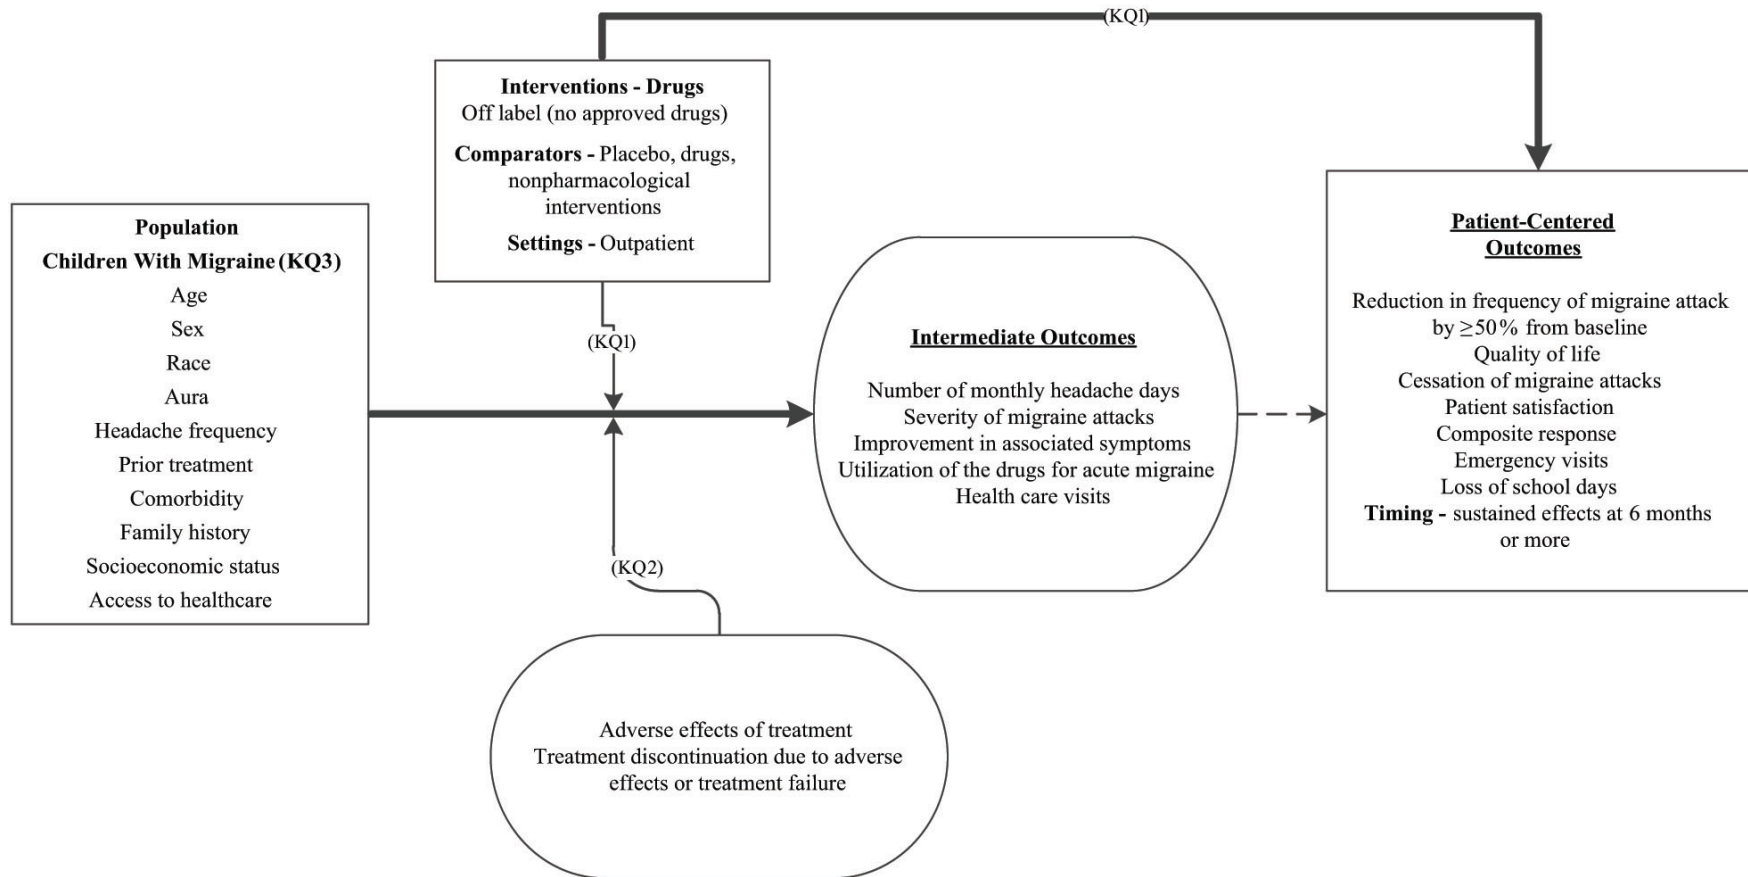 (KQ1)
Interventions - Drugs
Off label (no approved drugs)
Comparators - Placebo, drugs,
nonpharmacological
interventions
Settings - Outpatient
Population
Children With Migraine (KQ3)
Age
Sex
Race
Aura
Headache frequency
Prior treatment
Comorbidity
Family history
Socioeconomic status
Access to healthcare
(KQ1)
(KQ2)
Intermediate Outcomes
Number of monthly headache days
Severity of migraine attacks
Improvement in associated symptoms
Utilization of the drugs for acute migraine
Health care visits
Patient-Centered
Outcomes
Reduction in frequency of migraine attack
by ≥50% from baseline
Quality of life
Cessation of migraine attacks
Patient satisfaction
Composite response
Emergency visits
Loss of school days
Timing - sustained effects at 6 months
or more
Adverse effects of treatment
Treatment discontinuation due to adverse
effects or treatment failure